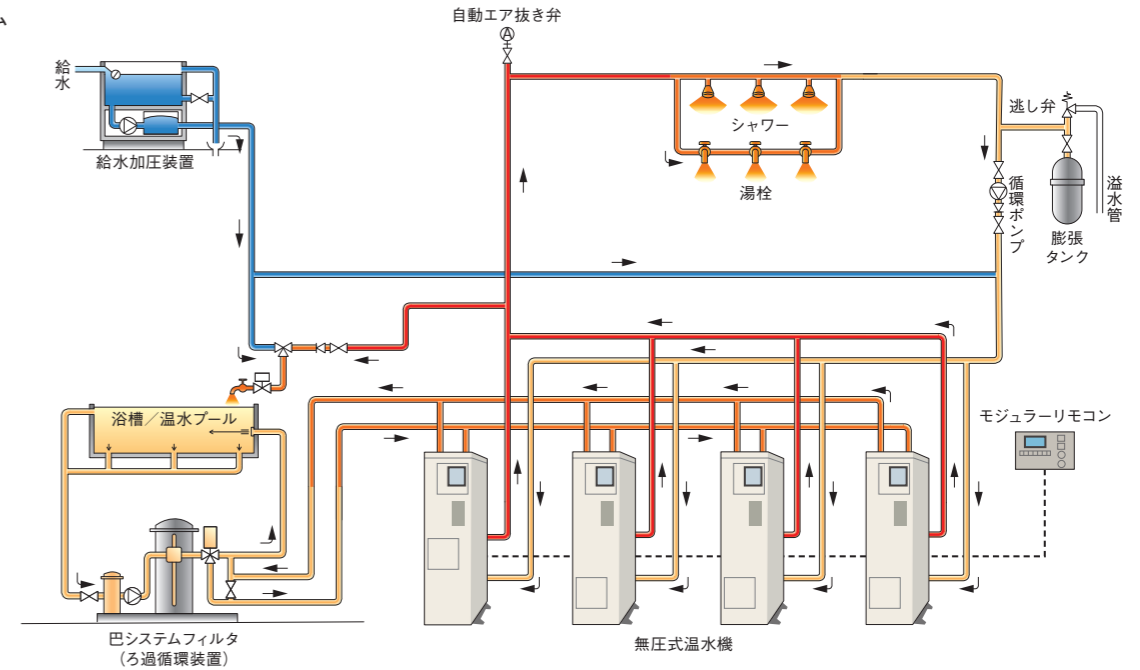 ム
自動エア抜き弁
A
給水
給水加圧装置
シャワー
湯栓
逃し弁
循環ポンプ
溢水管
膨張
タンク
浴槽／温水プール
モジュラーリモコン
巴システムフィルタ
（ろ過循環装置）
無圧式温水機